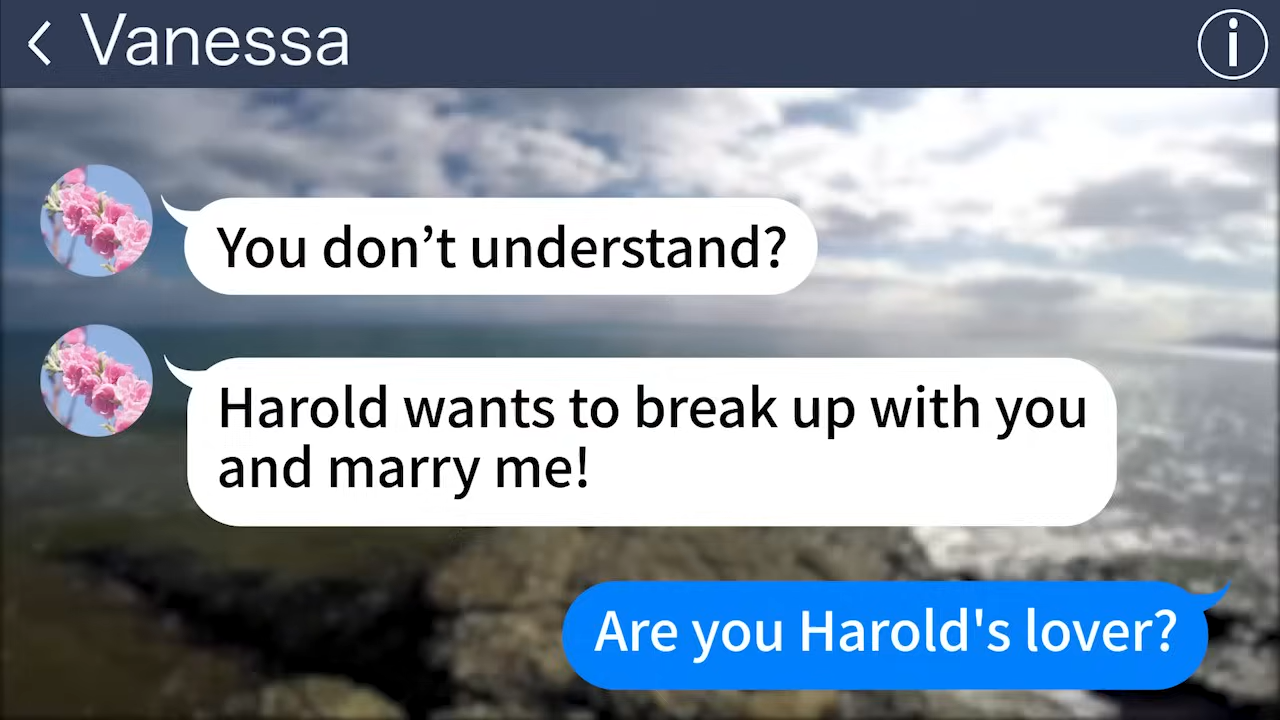 Vanessa
You don’t understand?
Harold wants to break up with you
and marry me!
Are you Harold's lover?